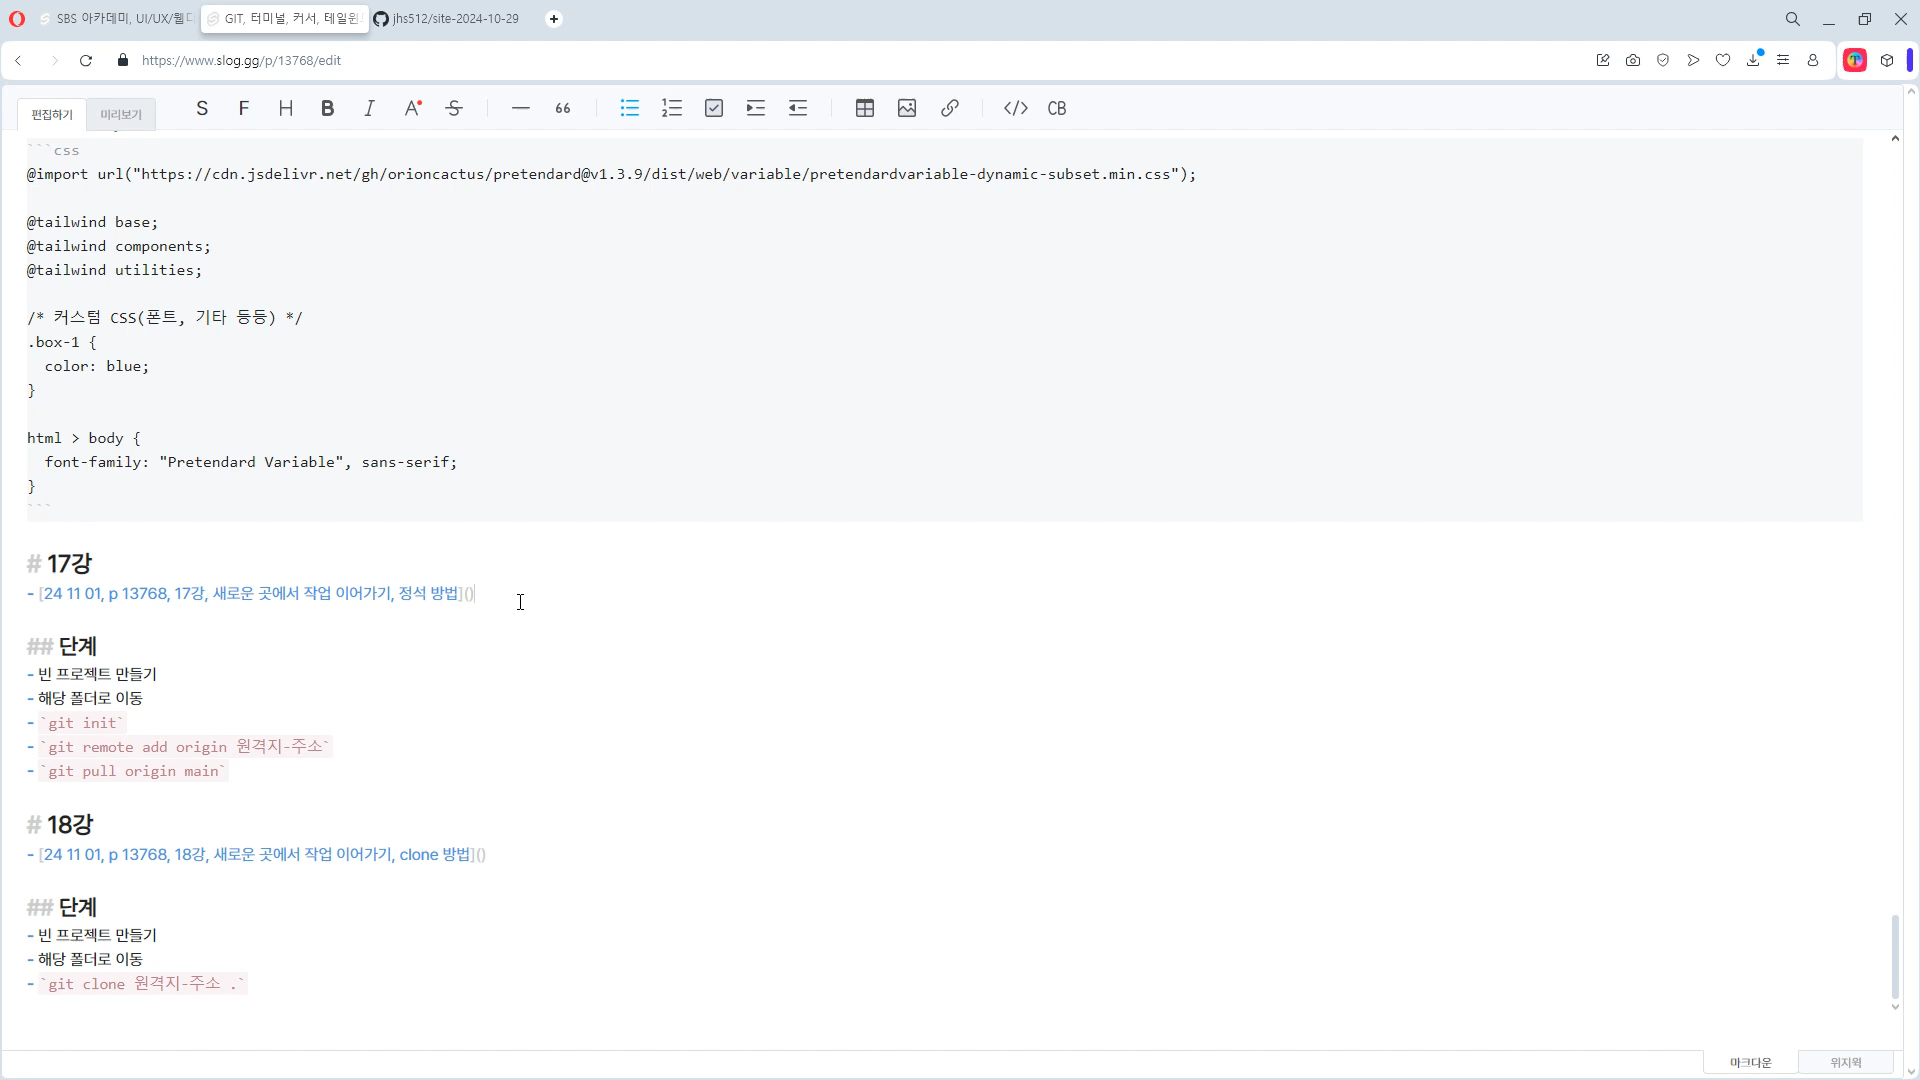 SBS 아카데미, UI/UX/웹디
GIT, 터미널, 커서, 테일윈
jhs512/site-2024-10-29
https://www.slog.gg/p/13768/edit
편집하기
미리보기
S F H B I A S — 66 </> CB
```css
@import url("https://cdn.jsdelivr.net/gh/orioncactus/pretendard@v1.3.9/dist/web/variable/pretendardvariable-dynamic-subset.min.css");
@tailwind base;
@tailwind components;
@tailwind utilities;
/* 커스텀 CSS(폰트, 기타 등등) */
.box-1 {
color: blue;
}
html > body {
font-family: "Pretendard Variable", sans-serif;
}
```
# 17강
- [24 11 01, p 13768, 17강, 새로운 곳에서 작업 이어가기, 정석 방법]()
## 단계
- 빈 프로젝트 만들기
- 해당 폴더로 이동
- `git init`
- `git remote add origin 원격지-주소`
- `git pull origin main`
# 18강
- [24 11 01, p 13768, 18강, 새로운 곳에서 작업 이어가기, clone 방법]()
## 단계
- 빈 프로젝트 만들기
- 해당 폴더로 이동
- `git clone 원격지-주소 .`
마크다운
위지윅